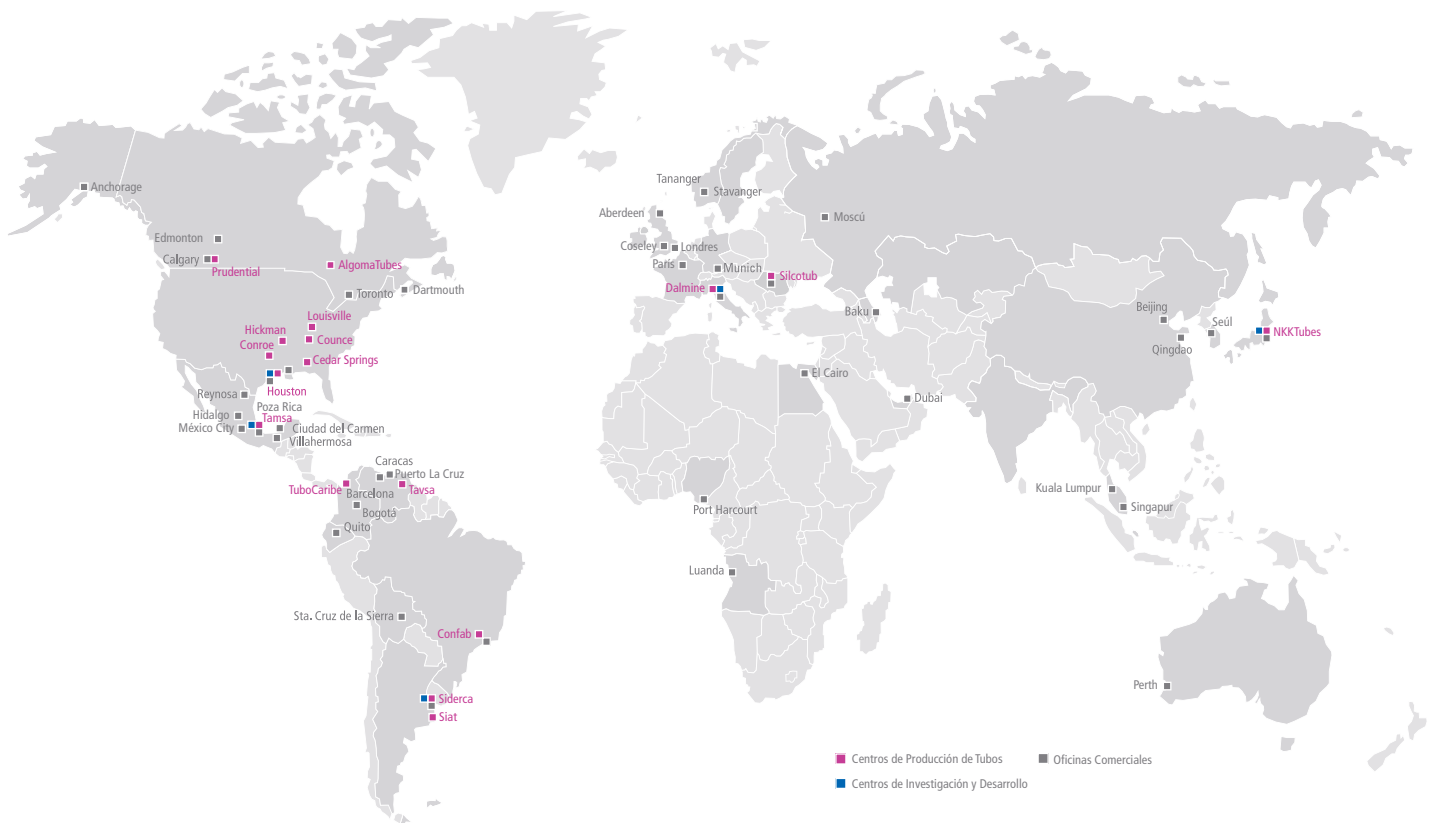 Anchorage
Edmonton
Calgary
Prudential
AlgomaTubes
Toronto
Dartmouth
Louisville
Hickman
Conroe
Counce
Cedar Springs
Houston
Reynosa
Poza Rica
Hidalgo
Tamsa
México City
Ciudad del Carmen
Villahermosa
Caracas
Puerto La Cruz
TuboCaribe
Barcelona
Tavsa
Bogotá
Quito
Sta. Cruz de la Sierra
Confab
Siderca
Siat
Tananger
Stavanger
Aberdeen
Coseley
Londres
París
Munich
Silcotub
Dalmine
Moscú
Baku
El Cairo
Dubai
Port Harcourt
Luanda
Beijing
Seúl
Qingdao
NKKTubes
Kuala Lumpur
Singapur
Perth
Centros de Producción de Tubos
Oficinas Comerciales
Centros de Investigación y Desarrollo